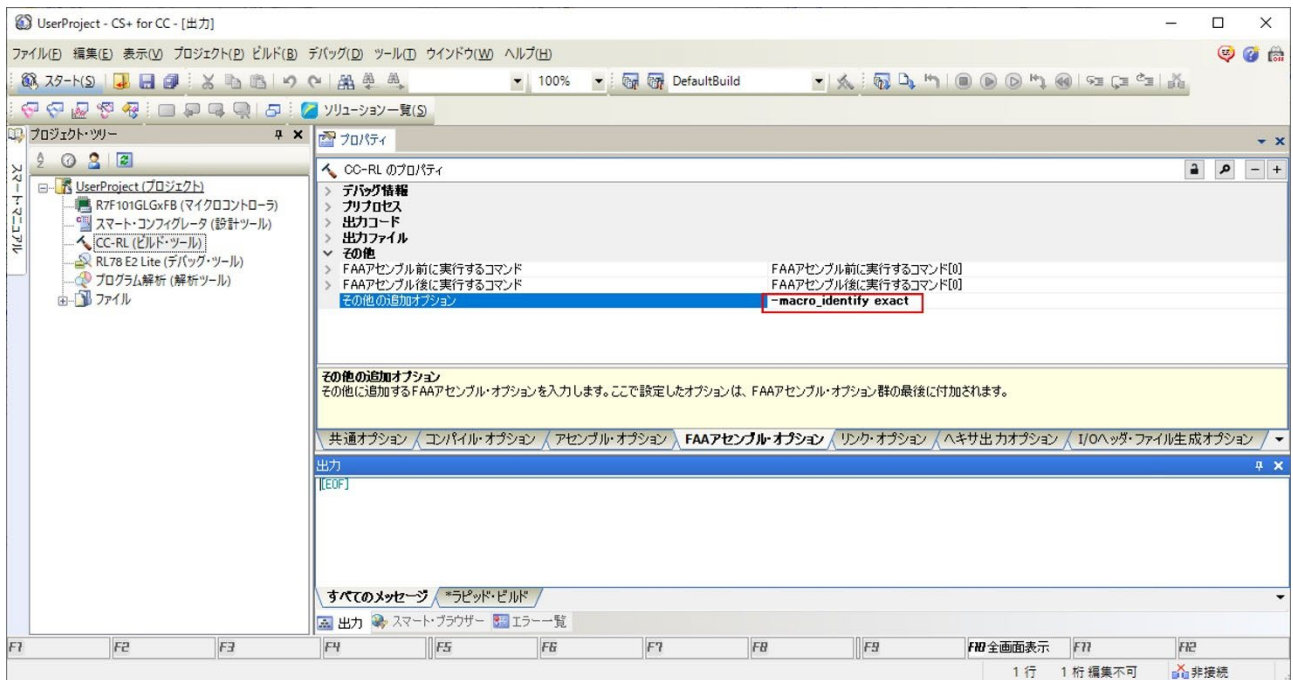 UserProject - CS+ for CC - [出力]
ファイル(F) 編集(E) 表示(V) プロジェクト(P) ビルド(B) デバッグ(D) ツール(T) ウインドウ(W) ヘルプ(H)
スタート(S) 100% DefaultBuild
ソリューション一覧(S)
プロジェクト・ツリー
スマート・マニュアル
UserProject (プロジェクト)
R7F101GLGxFB (マイクロコントローラ)
スマート・コンフィグレータ (設計ツール)
CC-RL (ビルド・ツール)
RL78 E2 Lite (デバッグ・ツール)
プログラム解析 (解析ツール)
ファイル
プロパティ
CC-RL のプロパティ
デバッグ情報
プリプロセス
出力コード
出力ファイル
その他
FAAアセンブル前に実行するコマンド FAAアセンブル前に実行するコマンド[0]
FAAアセンブル後に実行するコマンド FAAアセンブル後に実行するコマンド[0]
その他の追加オプション -macro_identify exact
その他の追加オプション
その他に追加するFAAアセンブル・オプションを入力します。ここで設定したオプションは、FAAアセンブル・オプション群の最後に付加されます。
共通オプション コンパイル・オプション アセンブル・オプション FAAアセンブル・オプション リンク・オプション ヘキサ出力オプション I/Oヘッダ・ファイル生成オプション
出力
[EOF]
すべてのメッセージ *ラピッド・ビルド
出力 スマート・ブラウザー エラー一覧
F1 F2 F3 F4 F5 F6 F7 F8 F9 F10 全画面表示 F11 F12
1 行 1 桁 編集不可 非接続